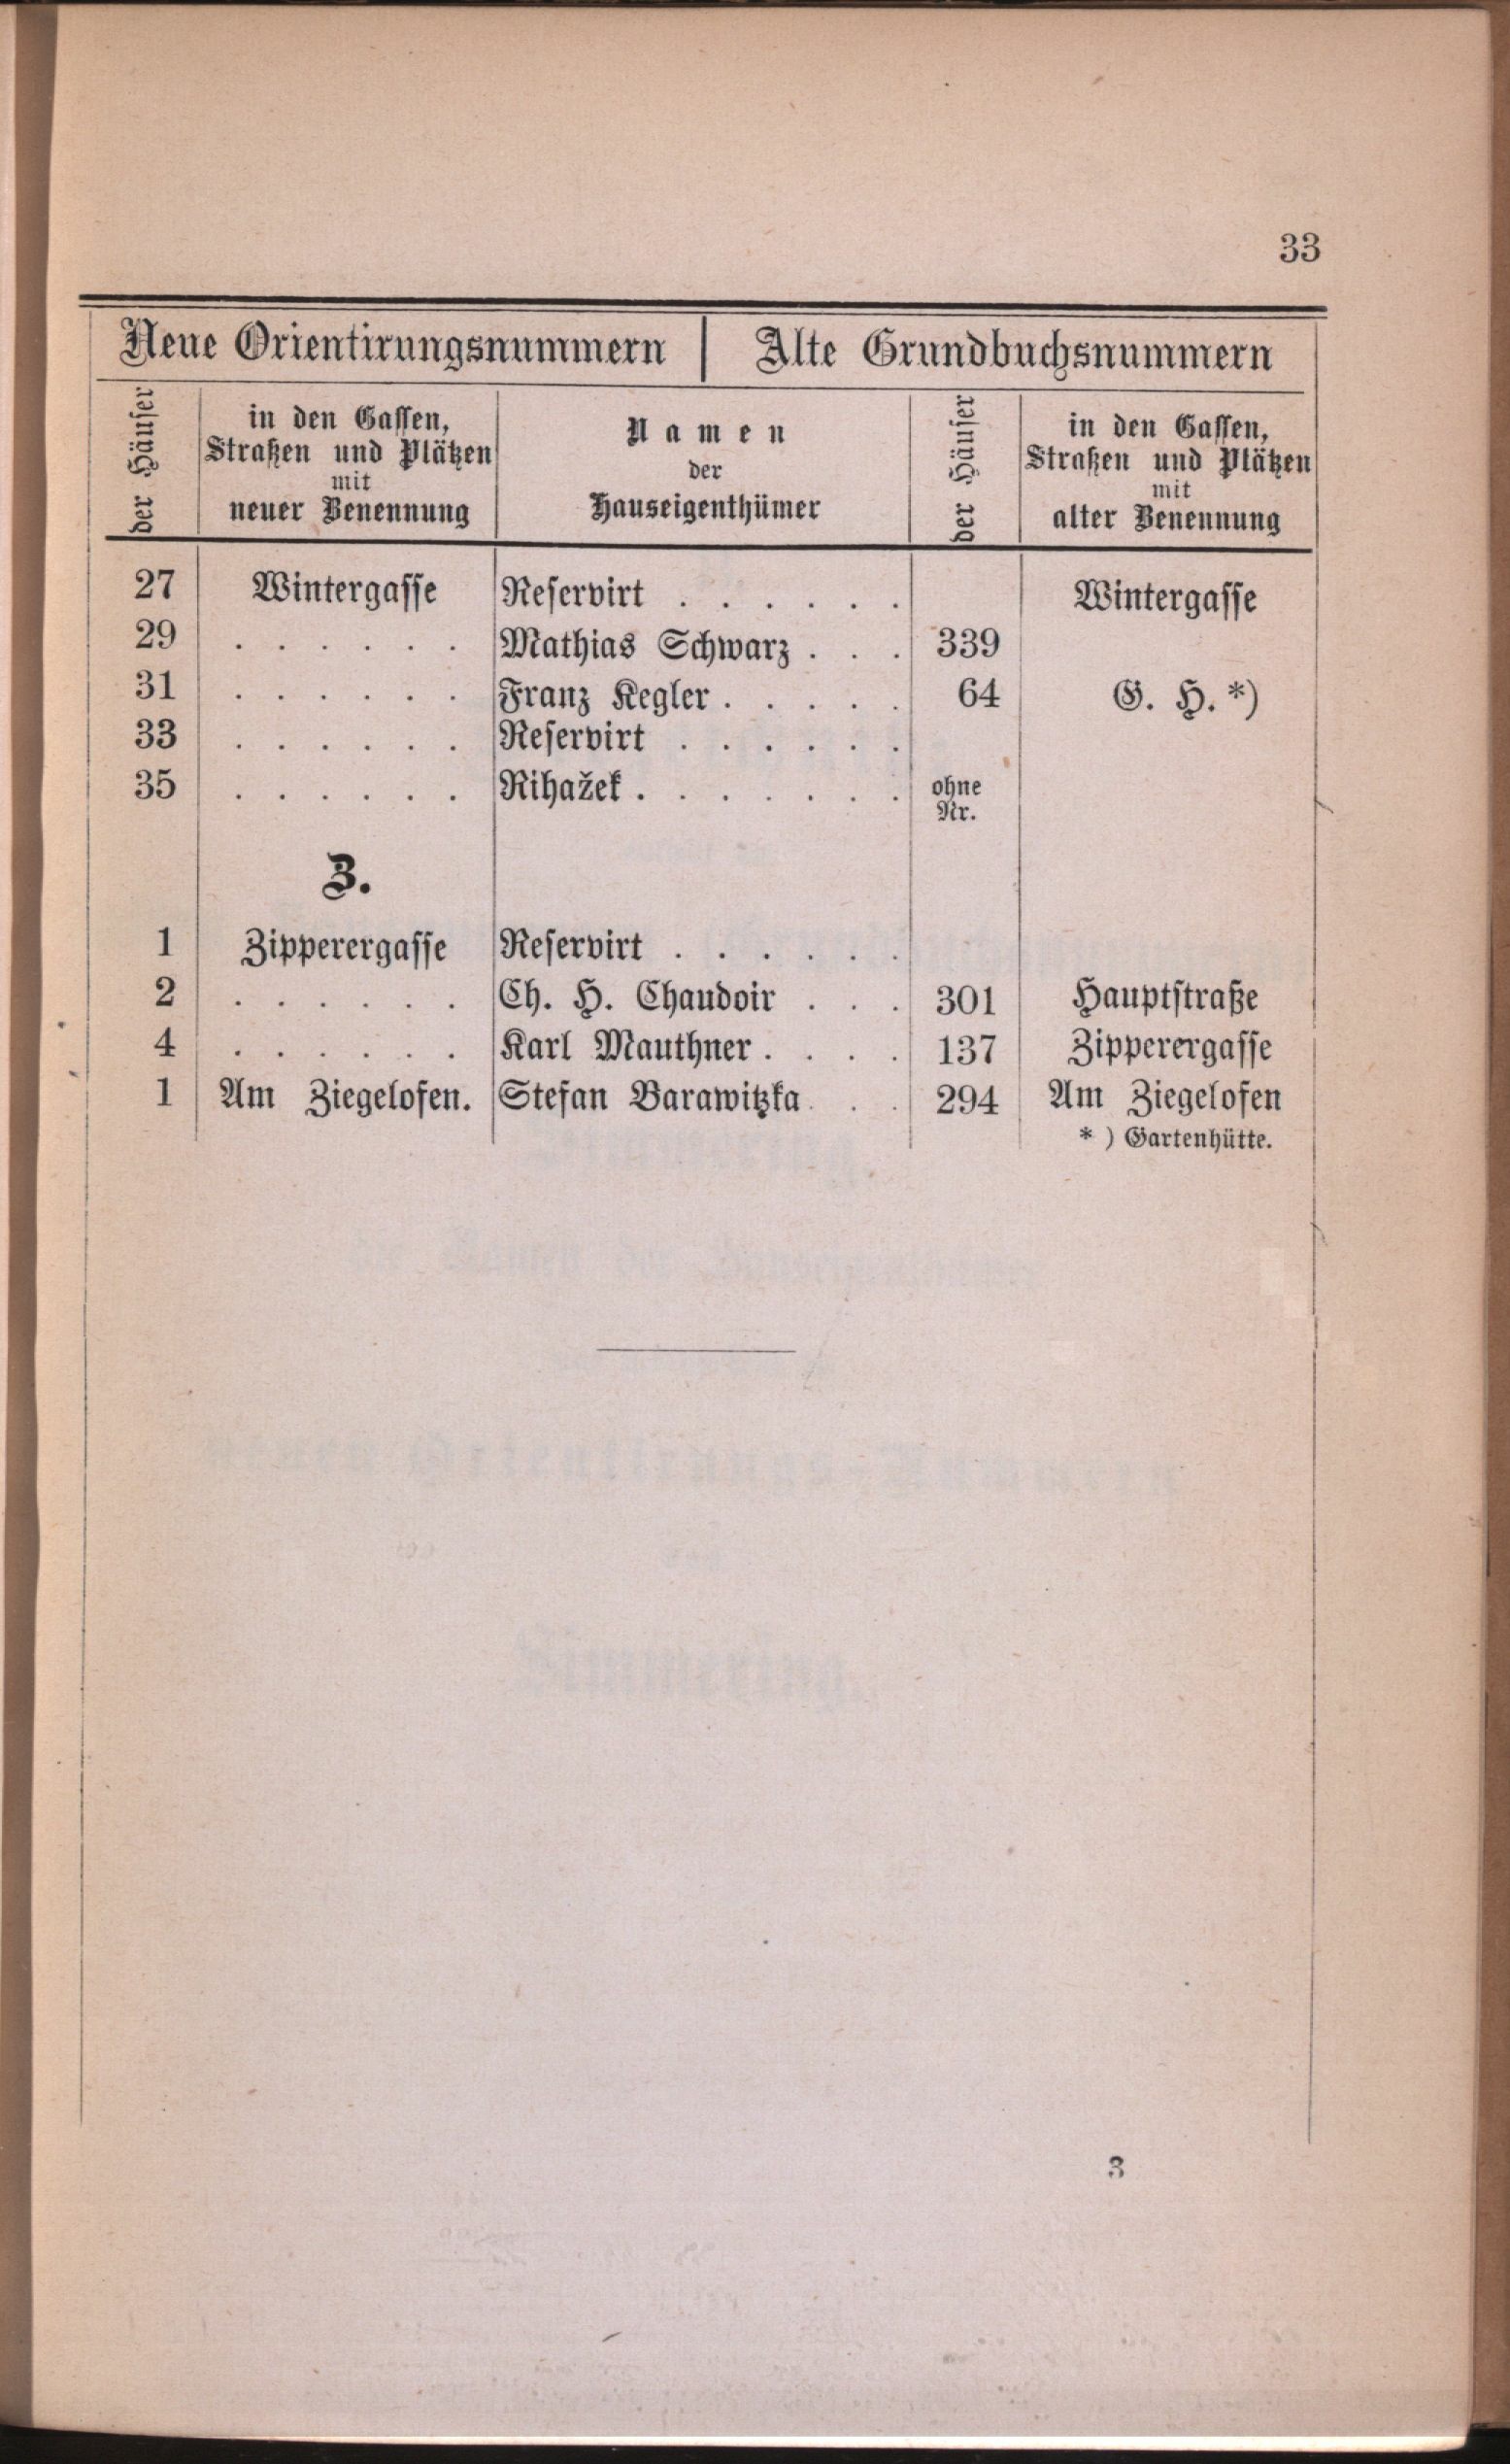 33
Neue Orientirungsnummern | Alte Grundbuchsnummern
der Häuser
in den Gassen,
Straßen und Plätzen
mit
neuer Benennung
Namen
der
Hauseigenthümer
der Häuser
in den Gassen,
Straßen und Plätzen
mit
alter Benennung
27 Wintergasse Reservirt . . . . . . Wintergasse
29 . . . . . . Mathias Schwarz . . . 339
31 . . . . . . Franz Kegler . . . . . 64 G. H. *)
33 . . . . . . Reservirt . . . . . .
35 . . . . . . Rihažek . . . . . . . ohne
Nr.
Z.
1 Zipperergasse Reservirt . . . . . .
2 . . . . . . Ch. H. Chaudoir . . . 301 Hauptstraße
4 . . . . . . Karl Mauthner . . . . 137 Zipperergasse
1 Am Ziegelofen. Stefan Barawitzka . . . 294 Am Ziegelofen
* ) Gartenhütte.
3